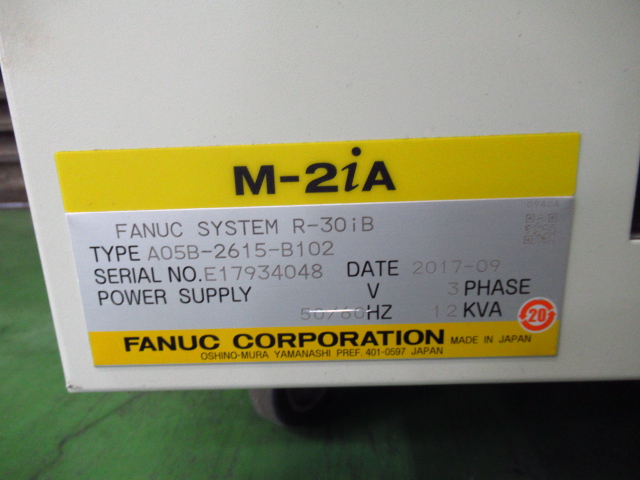 M-2iA
0940A
FANUC SYSTEM R-30iB
TYPE A05B-2615-B102
SERIAL NO. E17934048 DATE 2017-09
POWER SUPPLY V 3 PHASE
50/60HZ 12 KVA
20
FANUC CORPORATION MADE IN JAPAN
OSHINO-MURA YAMANASHI PREF. 401-0597 JAPAN